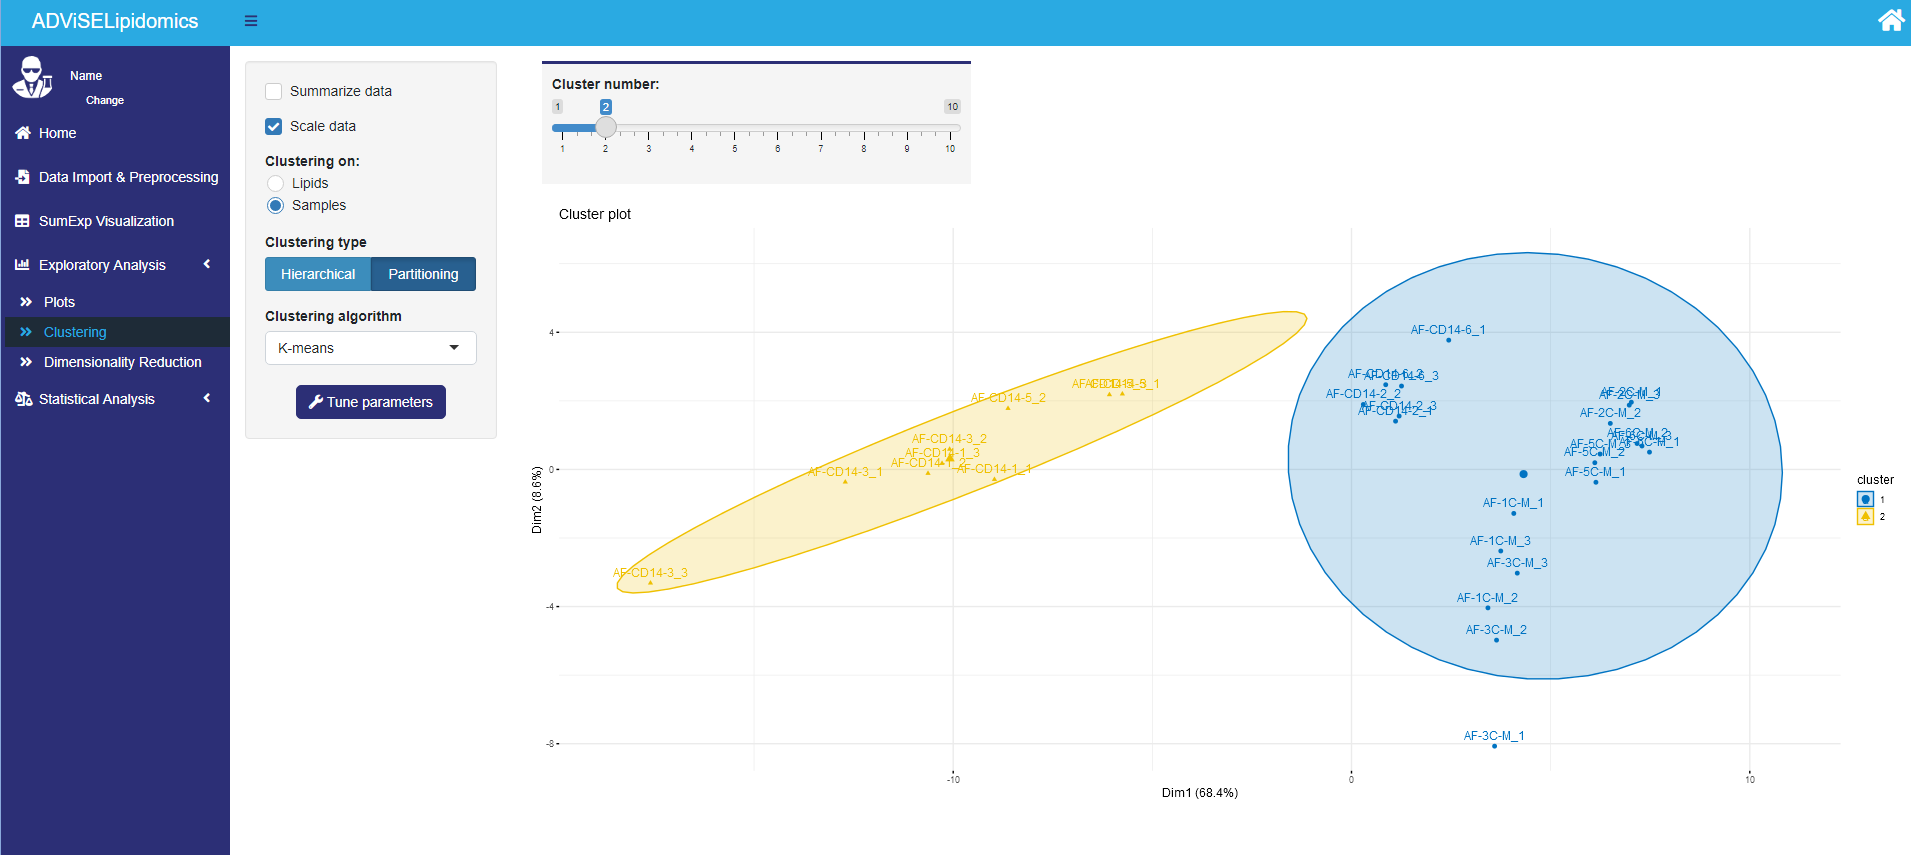 ADViSELipidomics
Name
Change
Home
Data Import & Preprocessing
SumExp Visualization
Exploratory Analysis
Plots
Clustering
Dimensionality Reduction
Statistical Analysis
Summarize data
Scale data
Clustering on:
Lipids
Samples
Clustering type
Hierarchical Partitioning
Clustering algorithm
K-means
Tune parameters
Cluster number:
1 2 10
1 2 3 4 5 6 7 8 9 10
Cluster plot
AF-CD14-6_1
AF-CD14-6_2
AF-CD14-6_3
AF-CD14-5_1
AF-CD14-2_2
AF-CD14-2_3
AF-CD14-2_1
AF-CD14-5_2
AF-2C-M_1
AF-2C-M_3
AF-2C-M_2
AF-6C-M_2
AF-6C-M_1
AF-5C-M_3
AF-5C-M_2
AF-5C-M_1
AF-CD14-3_2
AF-CD14-1_3
AF-CD14-1_2
AF-CD14-1_1
AF-CD14-3_1
AF-1C-M_1
AF-1C-M_3
AF-3C-M_3
AF-CD14-3_3
AF-1C-M_2
AF-3C-M_2
AF-3C-M_1
4
0
-4
-8
Dim2 (8.6%)
-10 0 10
Dim1 (68.4%)
cluster
1
2